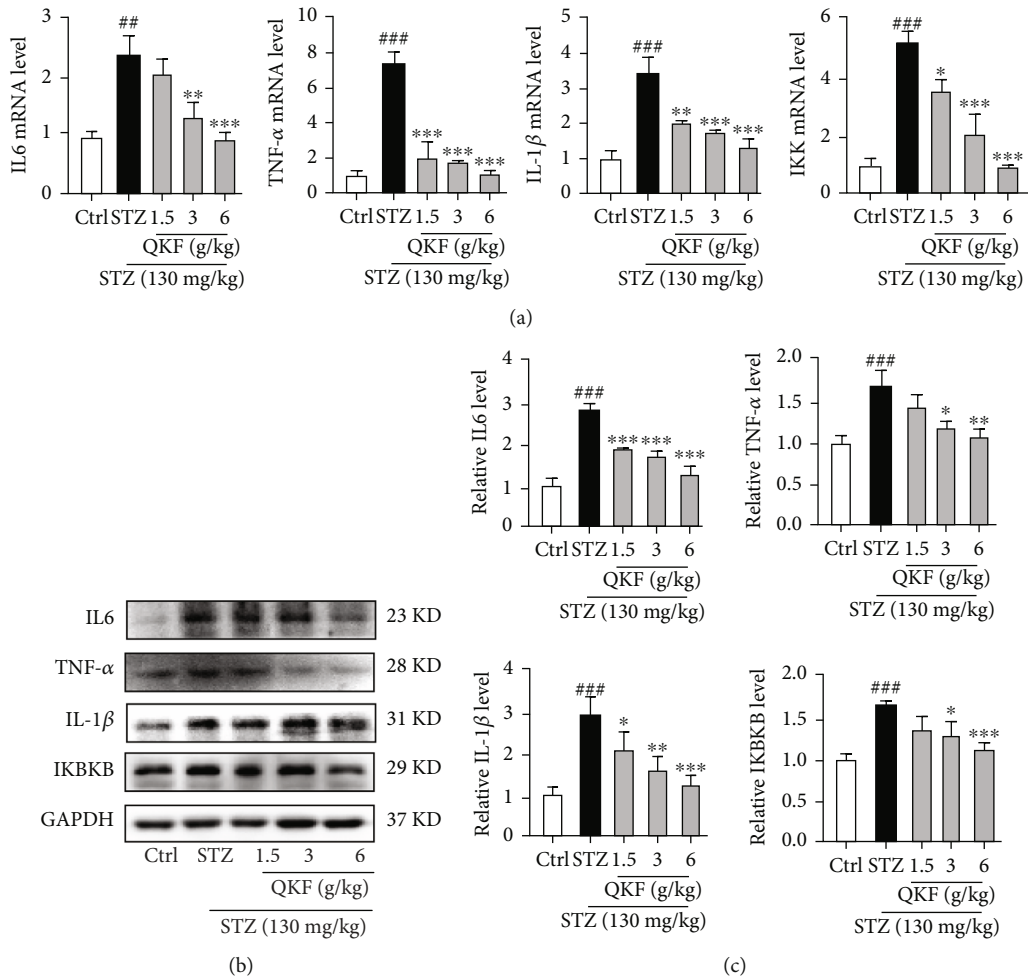 IL6 mRNA level
3
2
1
0
##
**
***
Ctrl STZ 1.5 3 6
QKF (g/kg)
STZ (130 mg/kg)
TNF-α mRNA level
10
8
6
4
2
0
###
***
***
***
Ctrl STZ 1.5 3 6
QKF (g/kg)
STZ (130 mg/kg)
IL-1β mRNA level
5
4
3
2
1
0
###
**
***
***
Ctrl STZ 1.5 3 6
QKF (g/kg)
STZ (130 mg/kg)
IKK mRNA level
6
4
2
0
###
*
***
***
Ctrl STZ 1.5 3 6
QKF (g/kg)
STZ (130 mg/kg)
(a)
IL6 23 KD
TNF-α 28 KD
IL-1β 31 KD
IKBKB 29 KD
GAPDH 37 KD
Ctrl STZ 1.5 3 6
QKF (g/kg)
STZ (130 mg/kg)
(b)
Relative IL6 level
4
3
2
1
0
###
***
***
***
Ctrl STZ 1.5 3 6
QKF (g/kg)
STZ (130 mg/kg)
Relative TNF-α level
2.0
1.5
1.0
0.5
0.0
###
*
**
Ctrl STZ 1.5 3 6
QKF (g/kg)
STZ (130 mg/kg)
Relative IL-1β level
4
3
2
1
0
###
*
**
***
Ctrl STZ 1.5 3 6
QKF (g/kg)
STZ (130 mg/kg)
Relative IKBKB level
2.0
1.5
1.0
0.5
0.0
###
*
***
Ctrl STZ 1.5 3 6
QKF (g/kg)
STZ (130 mg/kg)
(c)